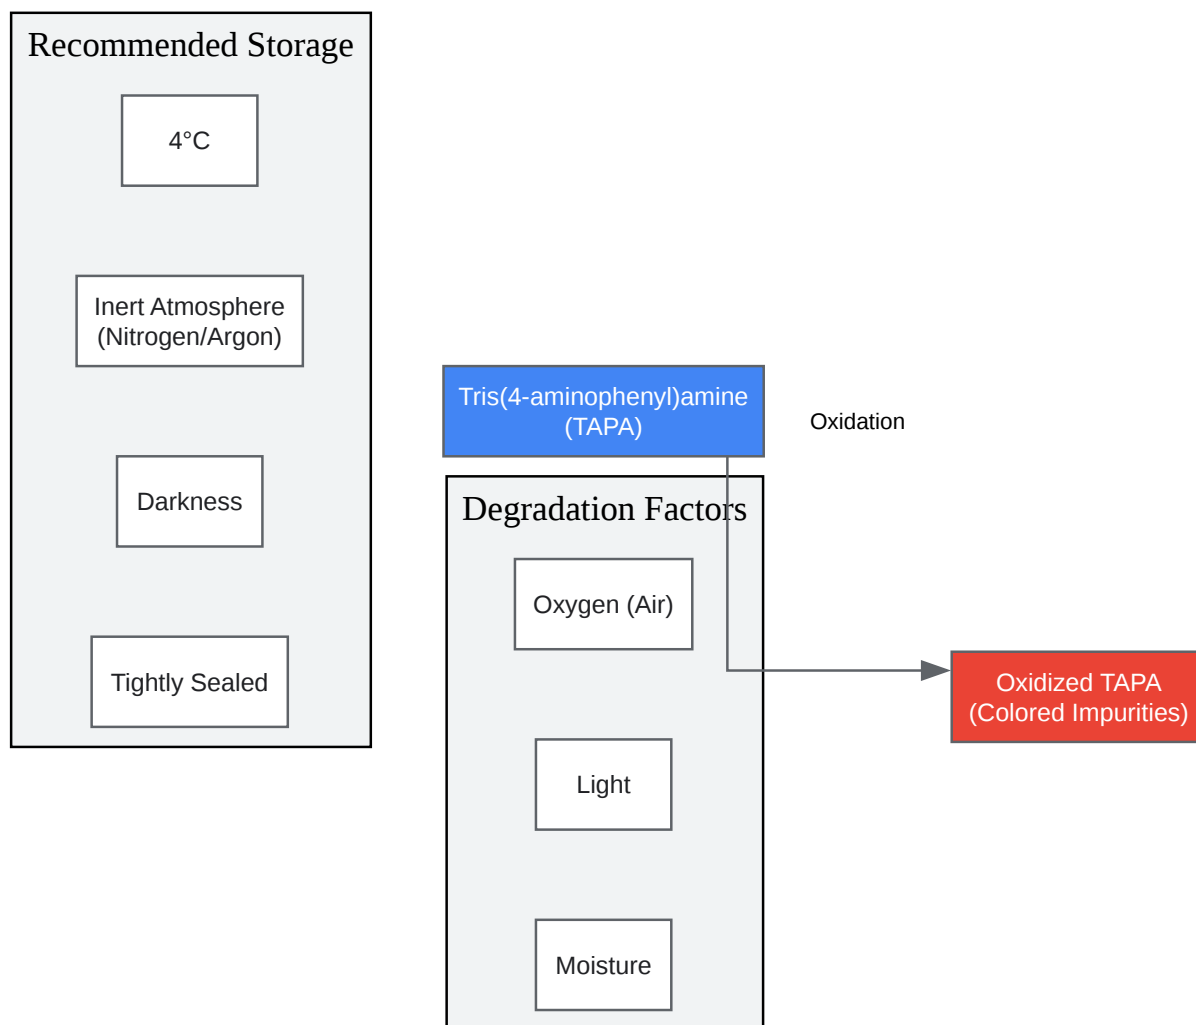 Recommended Storage
4°C
Inert Atmosphere
(Nitrogen/Argon)
Darkness
Tightly Sealed
Tris(4-aminophenyl)amine
(TAPA)
Oxidation
Degradation Factors
Oxygen (Air)
Light
Moisture
Oxidized TAPA
(Colored Impurities)